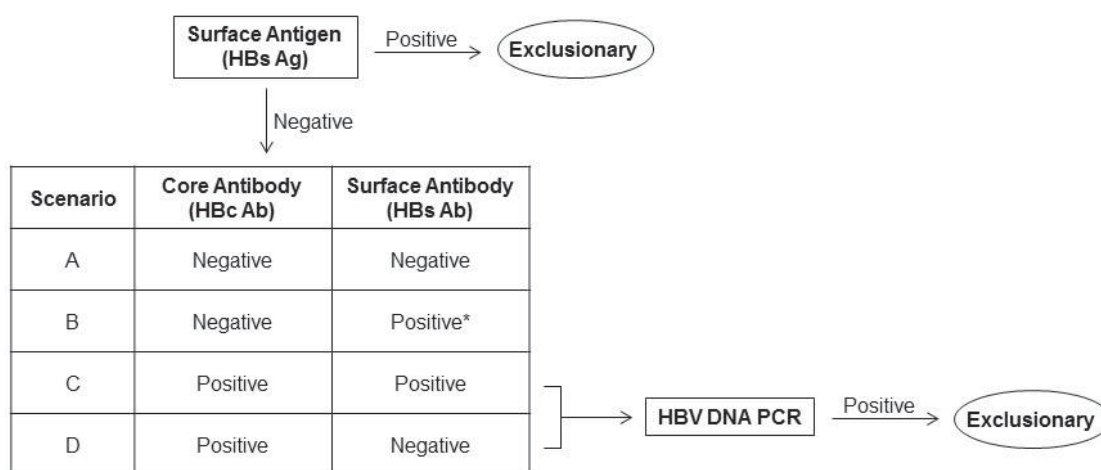 Surface Antigen
(HBs Ag)
Positive
Exclusionary
Negative
Scenario
Core Antibody
(HBc Ab)
Surface Antibody
(HBs Ab)
A
Negative
Negative
B
Negative
Positive*
C
Positive
Positive
D
Positive
Negative
HBV DNA PCR
Positive
Exclusionary